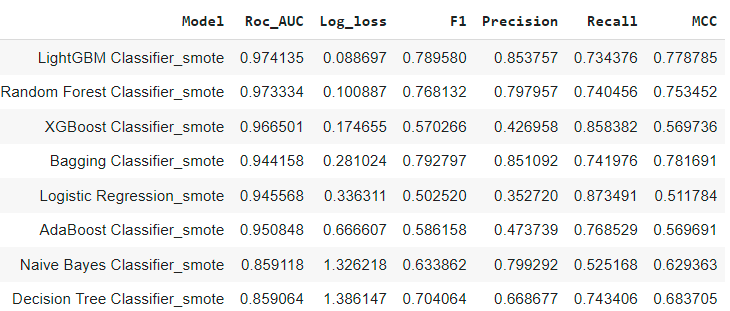 Model Roc_AUC Log_loss F1 Precision Recall MCC
LightGBM Classifier_smote 0.974135 0.088697 0.789580 0.853757 0.734376 0.778785
Random Forest Classifier_smote 0.973334 0.100887 0.768132 0.797957 0.740456 0.753452
XGBoost Classifier_smote 0.966501 0.174655 0.570266 0.426958 0.858382 0.569736
Bagging Classifier_smote 0.944158 0.281024 0.792797 0.851092 0.741976 0.781691
Logistic Regression_smote 0.945568 0.336311 0.502520 0.352720 0.873491 0.511784
AdaBoost Classifier_smote 0.950848 0.666607 0.586158 0.473739 0.768529 0.569691
Naive Bayes Classifier_smote 0.859118 1.326218 0.633862 0.799292 0.525168 0.629363
Decision Tree Classifier_smote 0.859064 1.386147 0.704064 0.668677 0.743406 0.683705